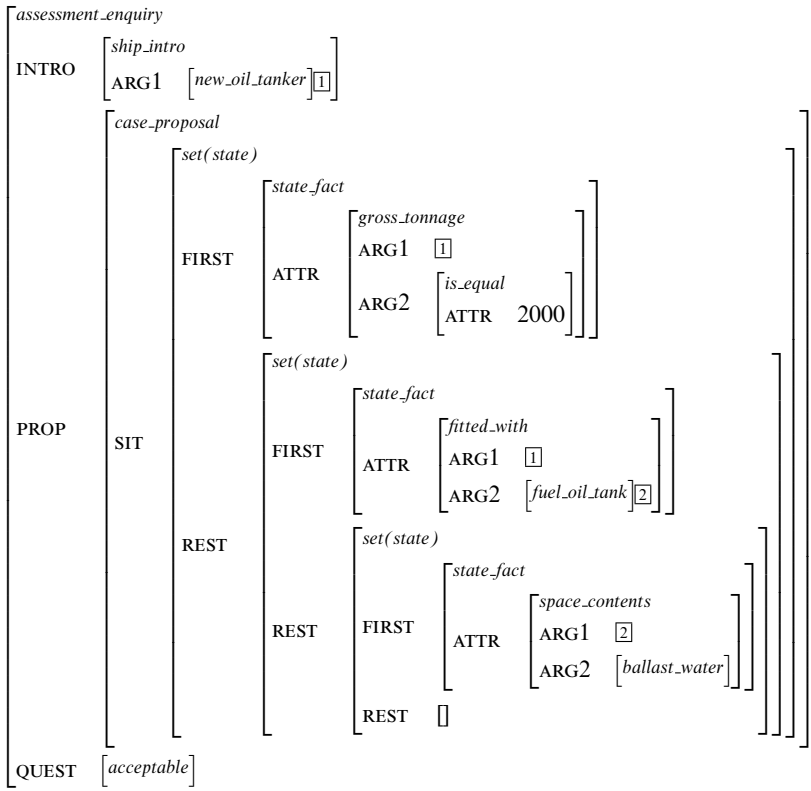 assessment_enquiry
INTRO
ship_intro
ARG1 [new_oil_tanker] 1
PROP
case_proposal
SIT
set(state)
FIRST
state_fact
ATTR
gross_tonnage
ARG1 1
ARG2
is_equal
ATTR 2000
REST
set(state)
FIRST
state_fact
ATTR
fitted_with
ARG1 1
ARG2 [fuel_oil_tank] 2
REST
set(state)
FIRST
state_fact
ATTR
space_contents
ARG1 2
ARG2 [ballast_water]
REST []
QUEST [acceptable]